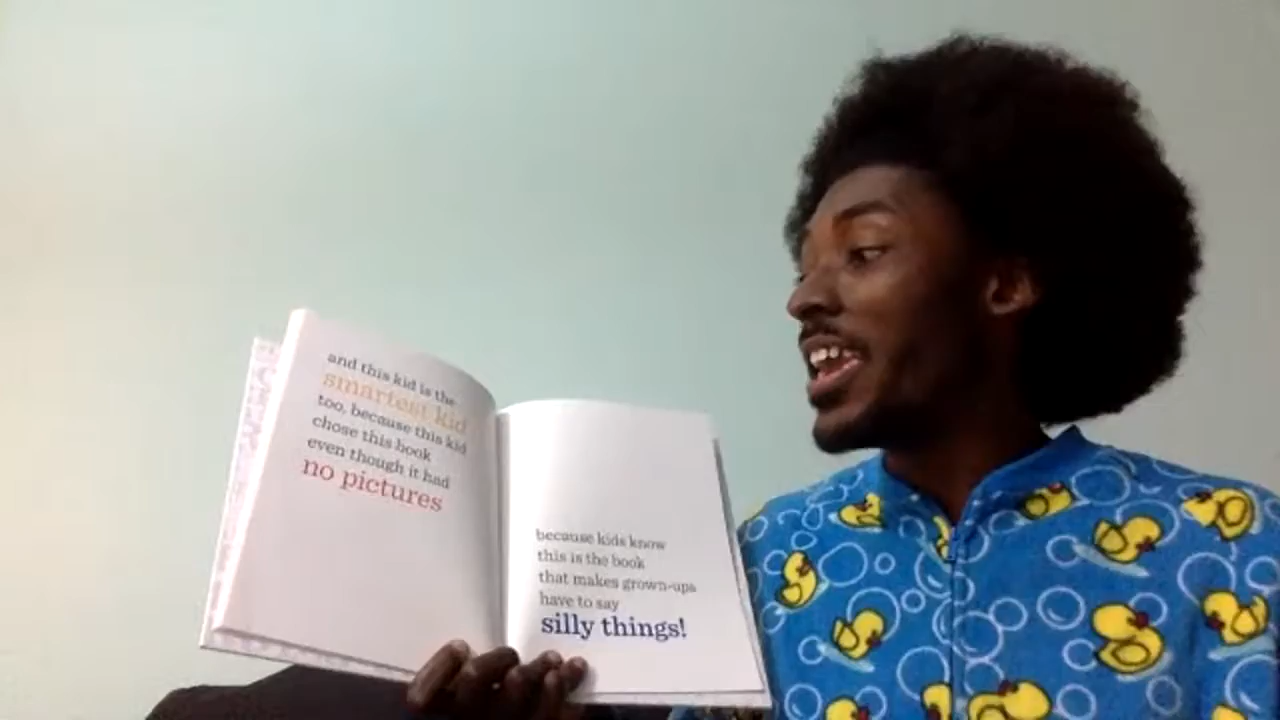 and this kid is the
smartest kid
too, because this kid
chose this book
even though it had
no pictures
because kids know
this is the book
that makes grown-ups
have to say
silly things!